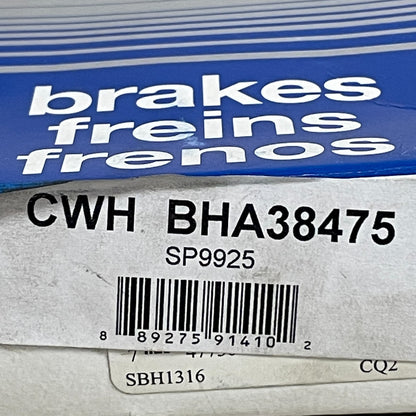 brakes
freins
frenos
CWH BHA38475
SP9925
8 89275 91410 2
SBH1316 CQ2